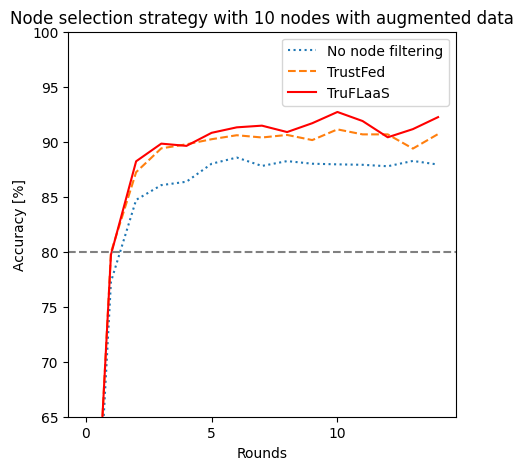 Node selection strategy with 10 nodes with augmented data
No node filtering
TrustFed
TruFLaaS
100
95
90
85
80
75
70
65
Accuracy [%]
0
5
10
Rounds